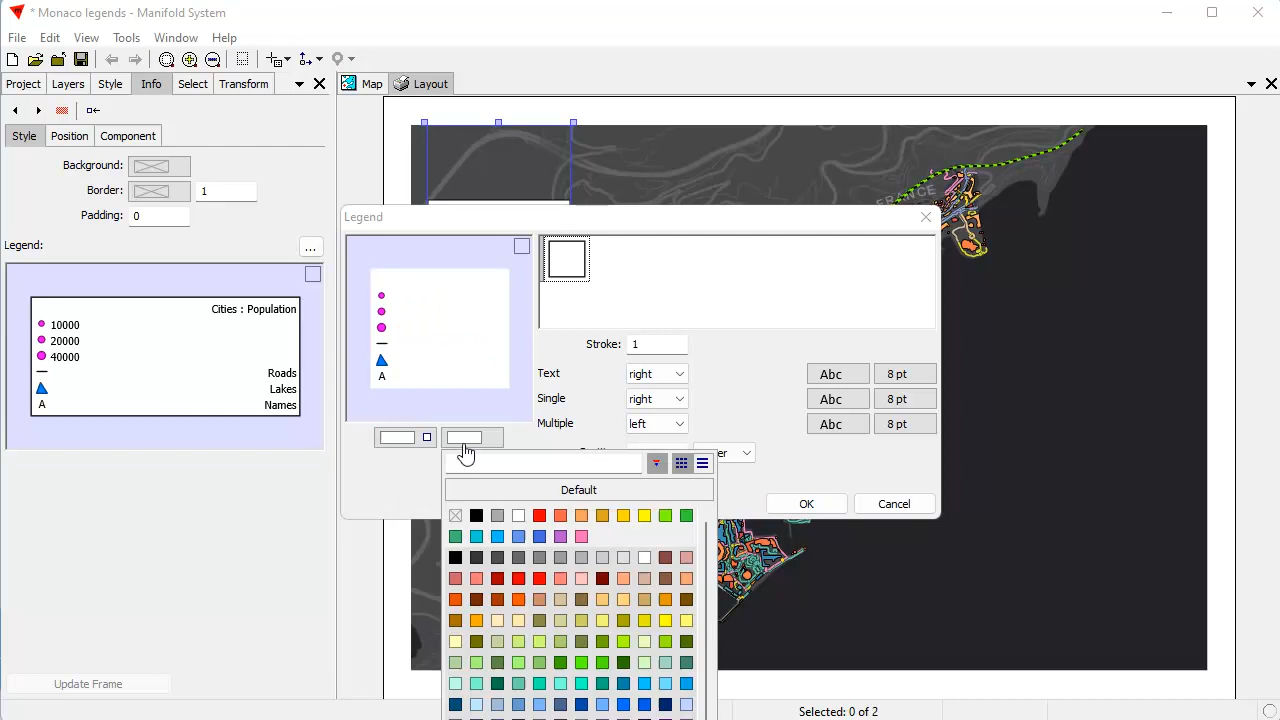 * Monaco legends - Manifold System
File Edit View Tools Window Help
Project Layers Style Info Select Transform
Map Layout
Style Position Component
Background:
Border: 1
Padding: 0
Legend: ...
Cities : Population
10000
20000
40000
Roads
Lakes
A Names
FRANCE
Legend
A
Stroke: 1
Text right Abc 8 pt
Single right Abc 8 pt
Multiple left Abc 8 pt
OK Cancel
Default
Update Frame
Selected: 0 of 2